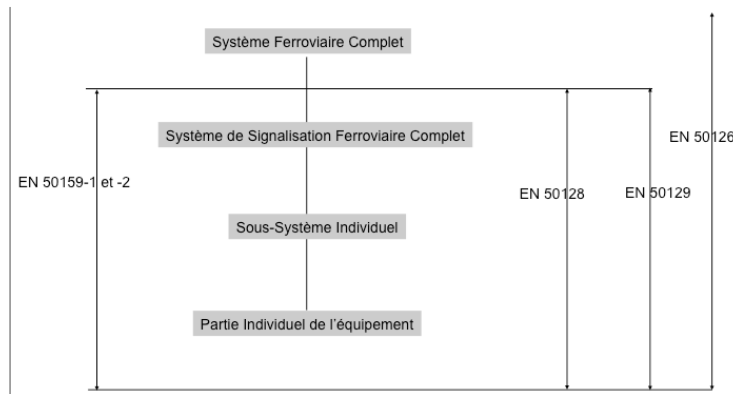 Système Ferroviaire Complet
Système de Signalisation Ferroviaire Complet
EN 50126
EN 50159-1 et -2
EN 50128
EN 50129
Sous-Système Individuel
Partie Individuel de l'équipement